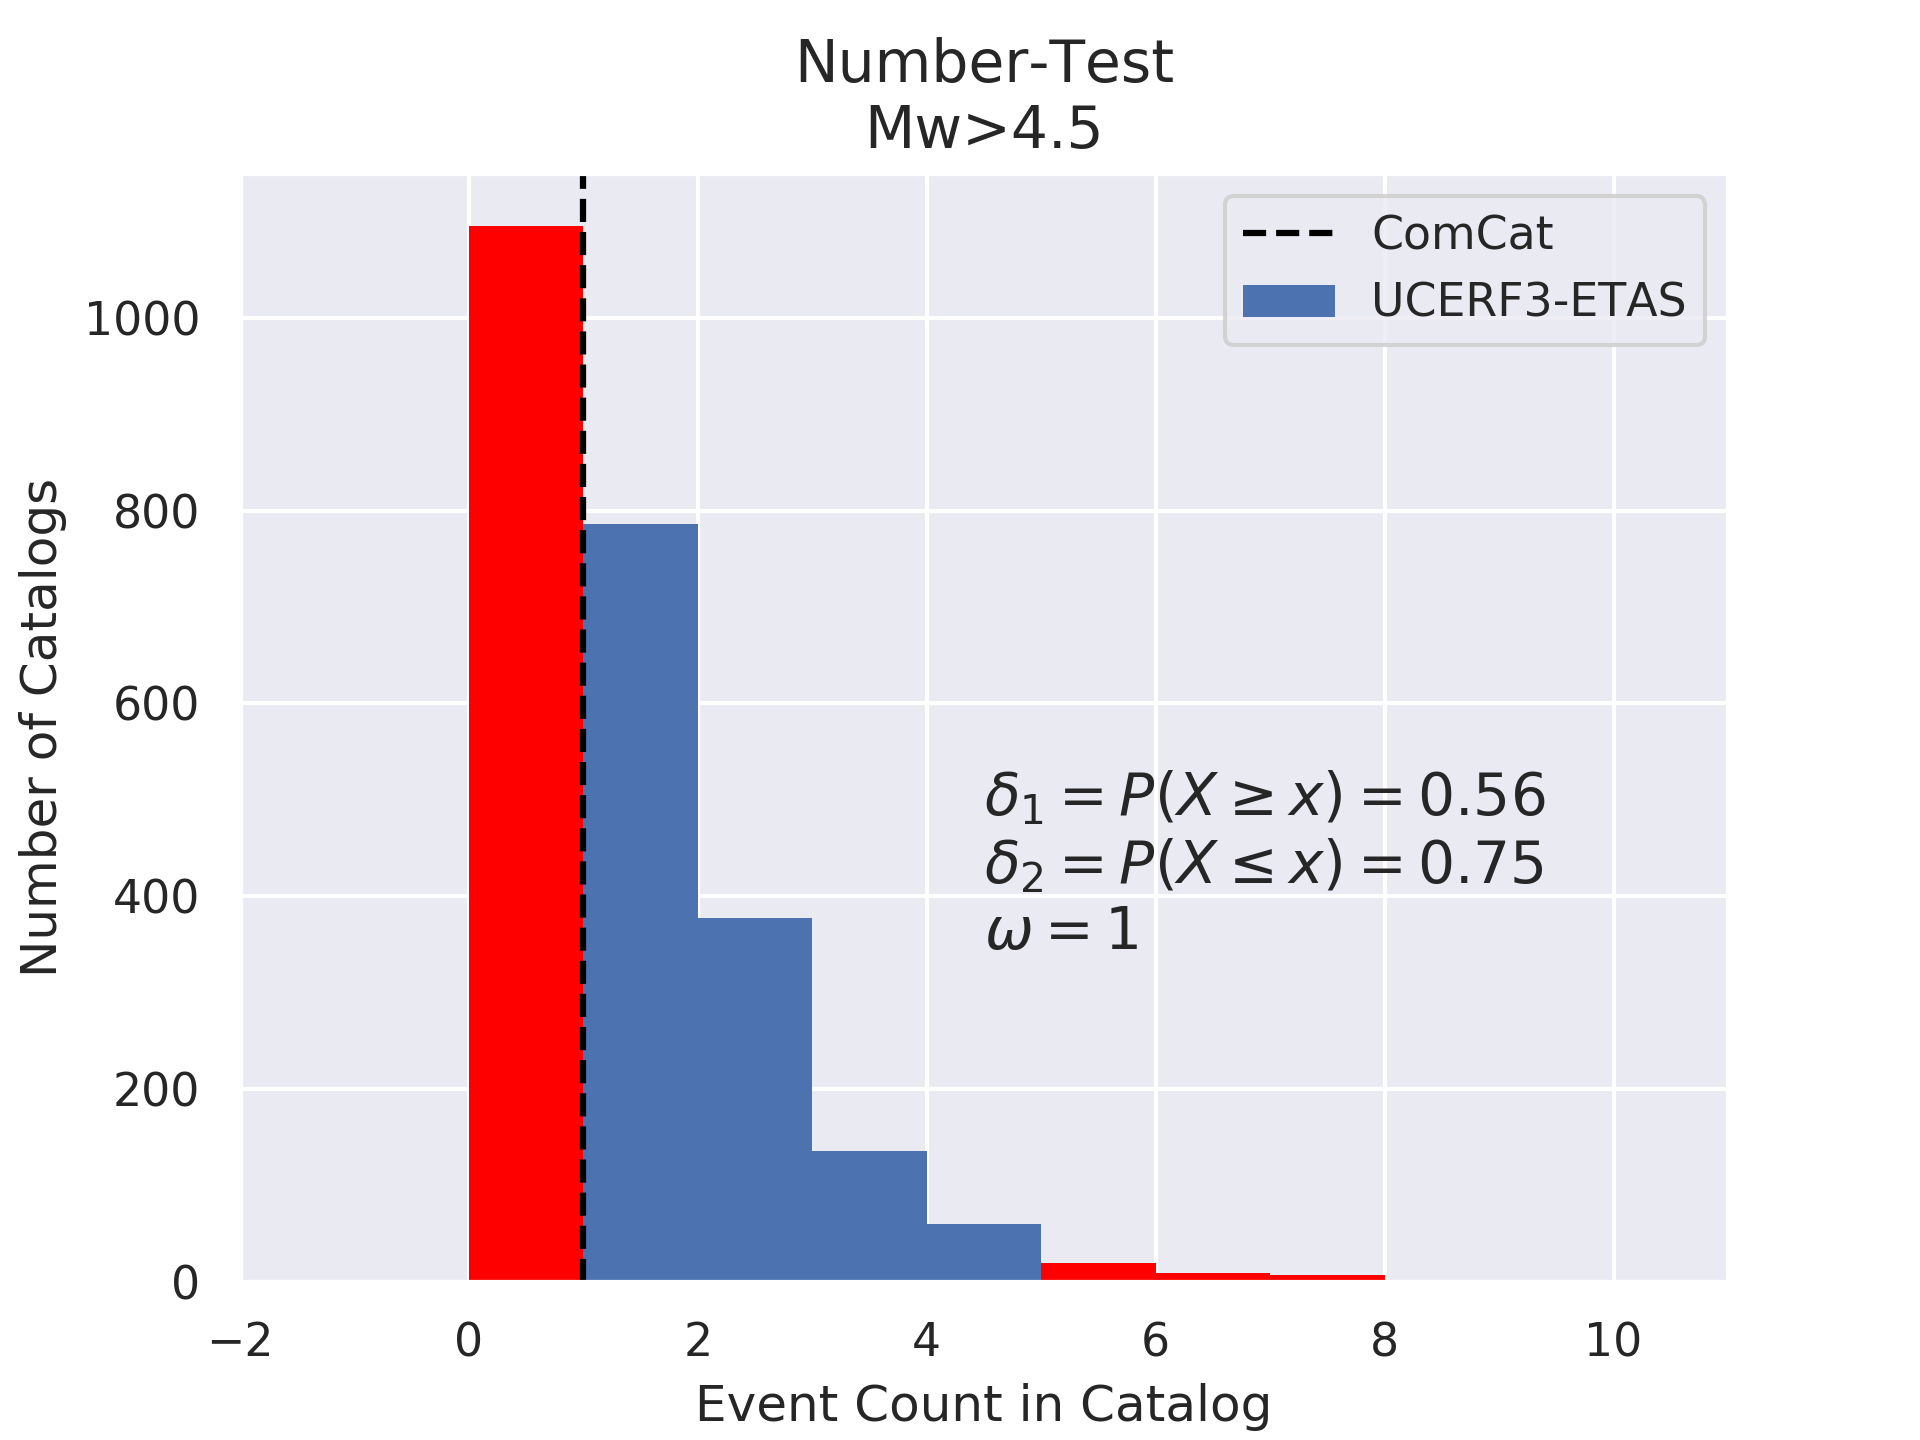 Number-Test
Mw>4.5
ComCat
UCERF3-ETAS
1000
800
600
400
200
0
Number of Catalogs
δ₁ = P(X ≥ x) = 0.56
δ₂ = P(X ≤ x) = 0.75
ω = 1
−2 0 2 4 6 8 10
Event Count in Catalog